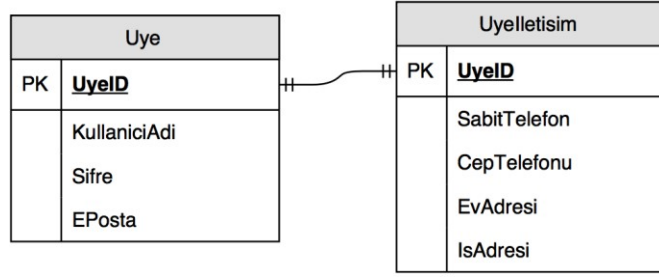 Uye
PK UyeID
KullaniciAdi
Sifre
EPosta
UyeIletisim
PK UyeID
SabitTelefon
CepTelefonu
EvAdresi
IsAdresi